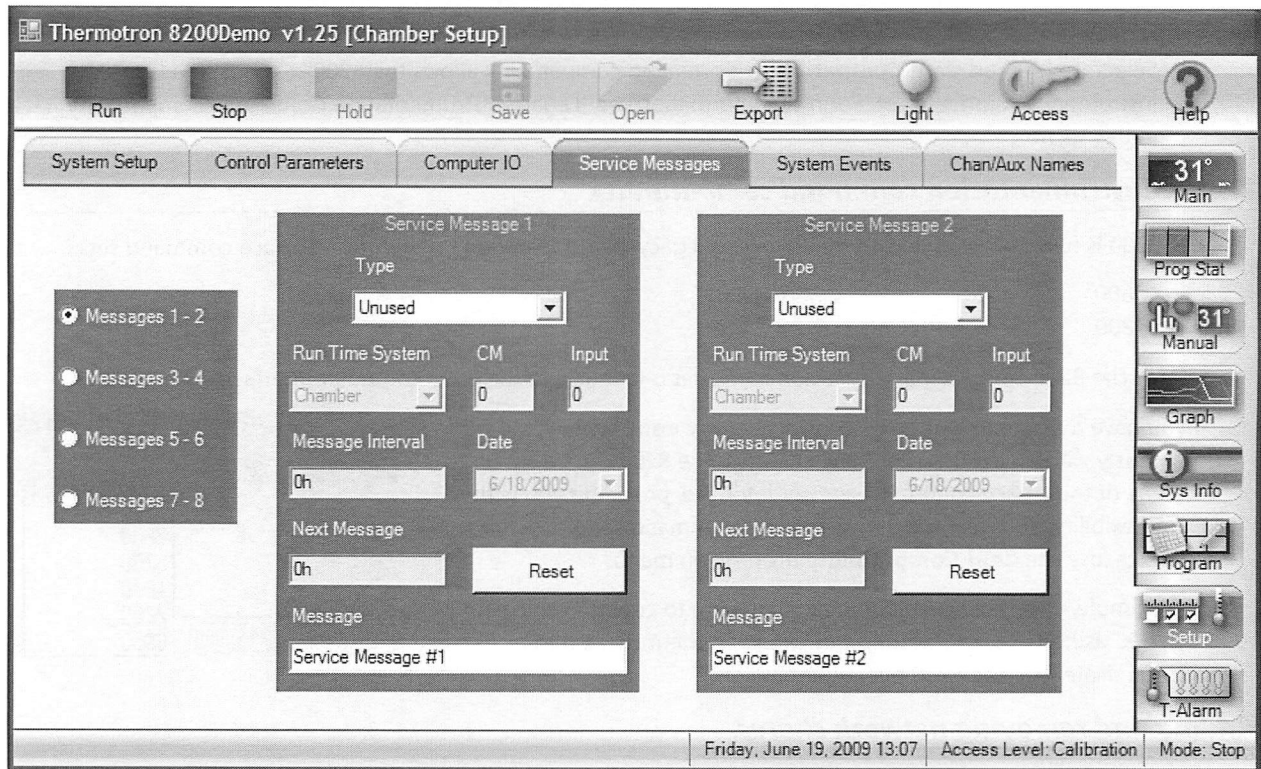 Thermotron 8200Demo v1.25 [Chamber Setup]
Run Stop Hold Save Open Export Light Access Help
System Setup Control Parameters Computer IO Service Messages System Events Chan/Aux Names
31°
Main
Prog Stat
31°
Manual
Graph
Sys Info
Program
Setup
T-Alarm
Messages 1 - 2
Messages 3 - 4
Messages 5 - 6
Messages 7 - 8
Service Message 1
Type
Unused
Run Time System CM Input
Chamber 0 0
Message Interval Date
0h 6/18/2009
Next Message
0h Reset
Message
Service Message #1
Service Message 2
Type
Unused
Run Time System CM Input
Chamber 0 0
Message Interval Date
0h 6/18/2009
Next Message
0h Reset
Message
Service Message #2
Friday, June 19, 2009 13:07 Access Level: Calibration Mode: Stop